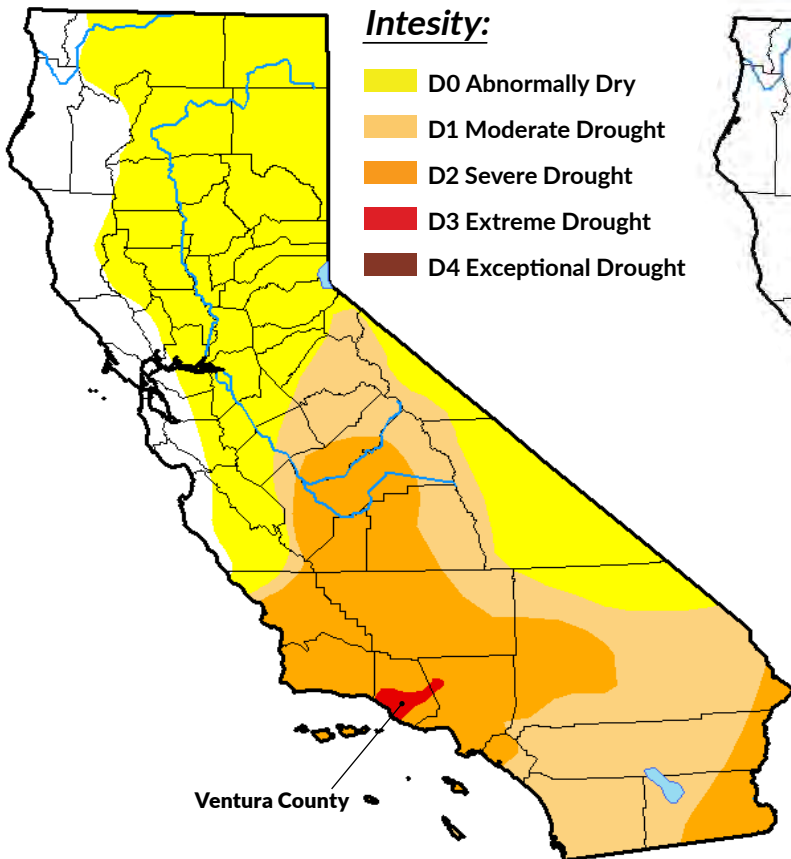 Intesity:
D0 Abnormally Dry
D1 Moderate Drought
D2 Severe Drought
D3 Extreme Drought
D4 Exceptional Drought
Ventura County